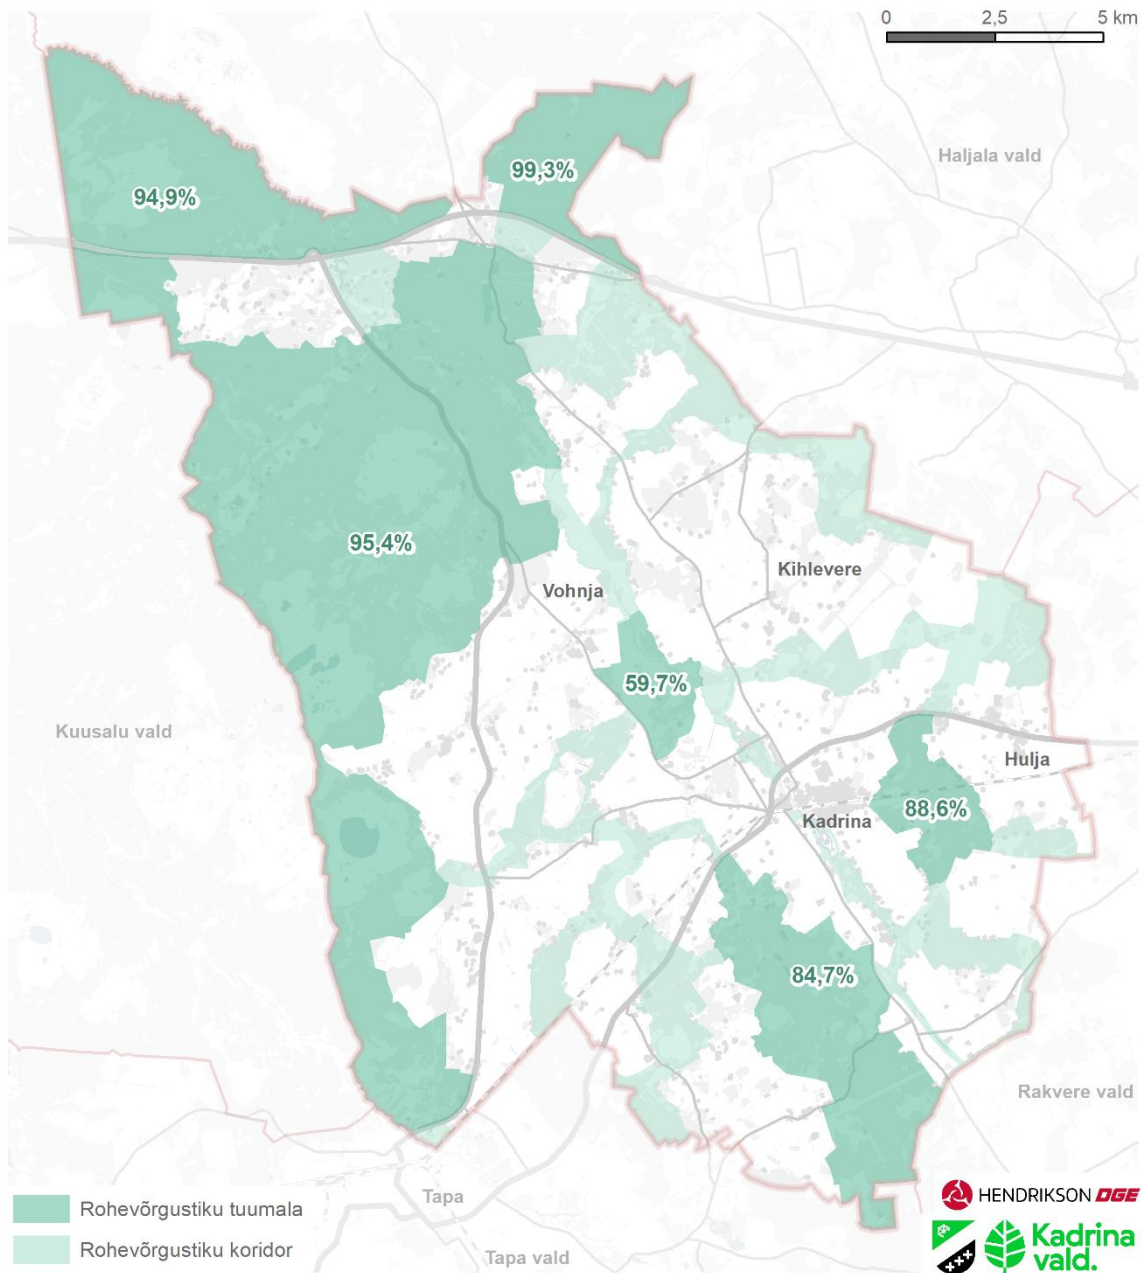 0 2,5 5 km
Haljala vald
99,3%
94,9%
95,4%
Kihlevere
Vohnja
59,7%
Kuusalu vald
Hulja
88,6%
Kadrina
84,7%
Rakvere vald
Tapa
Tapa vald
Rohevõrgustiku tuumala
Rohevõrgustiku koridor
HENDRIKSON DGE
Kadrina
vald.